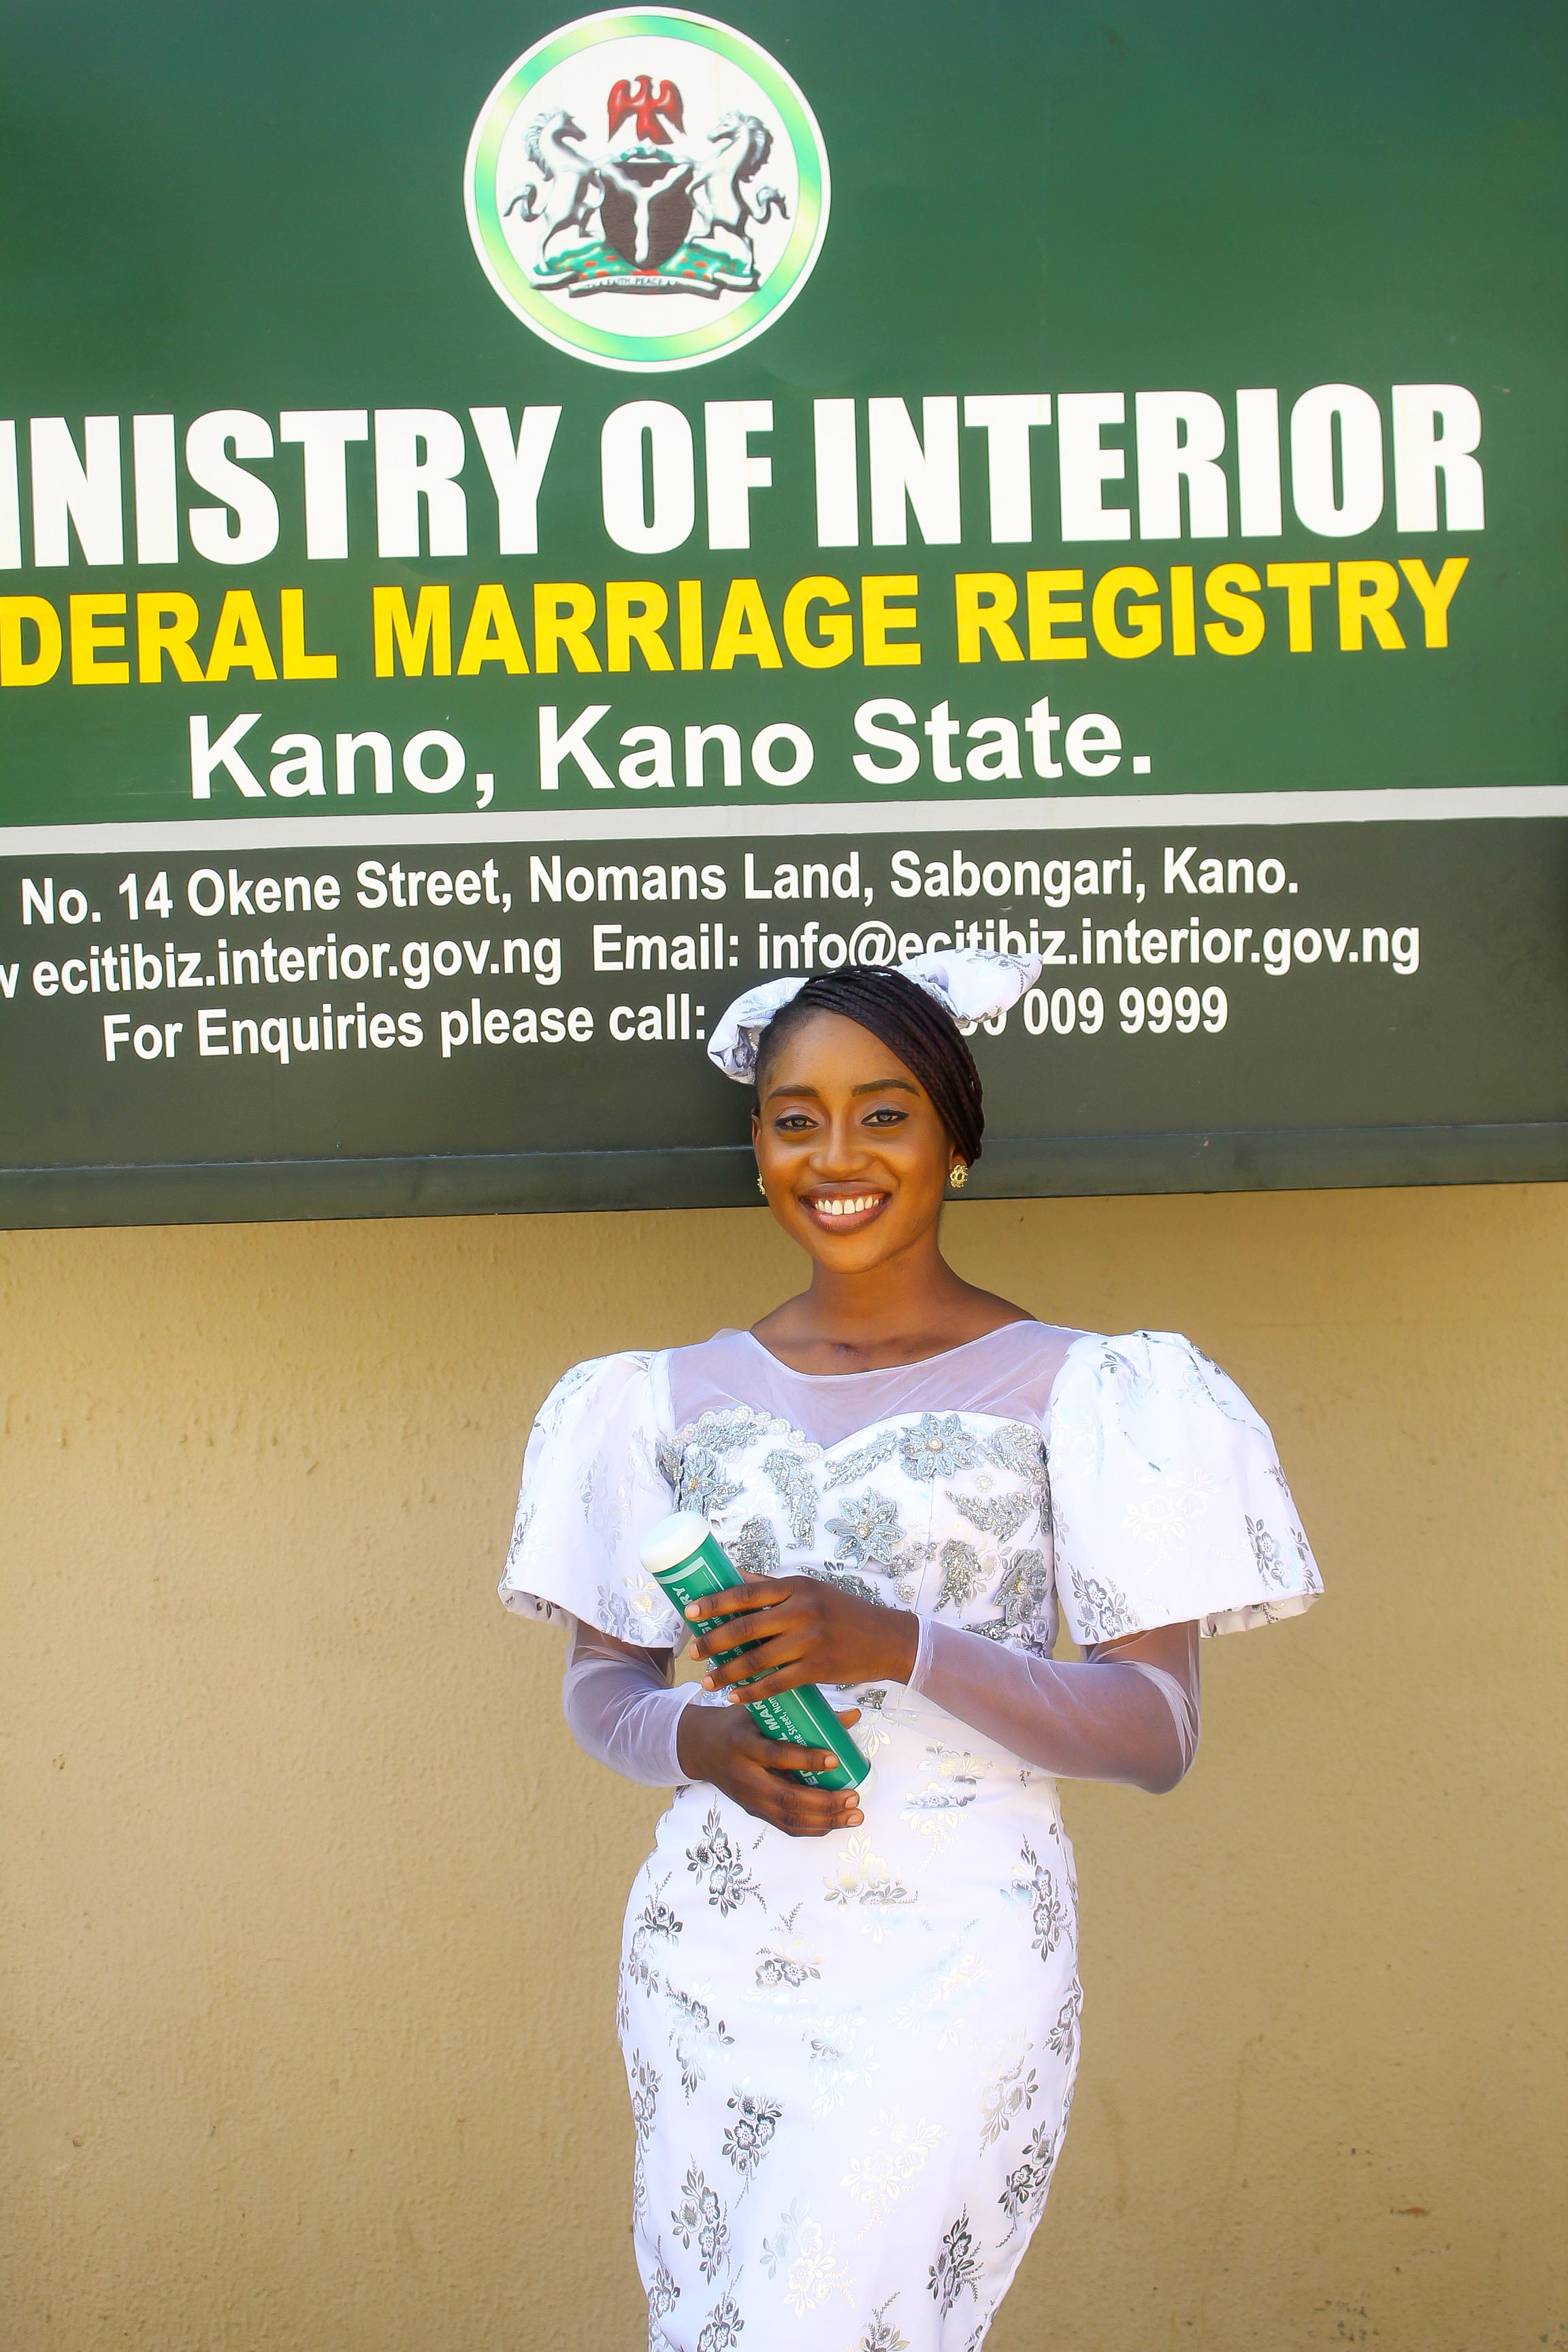 INISTRY OF INTERIOR
DERAL MARRIAGE REGISTRY
Kano, Kano State.
No. 14 Okene Street, Nomans Land, Sabongari, Kano.
ecitibiz.interior.gov.ng Email: info@ecitibiz.interior.gov.ng
For Enquiries please call: 009 9999